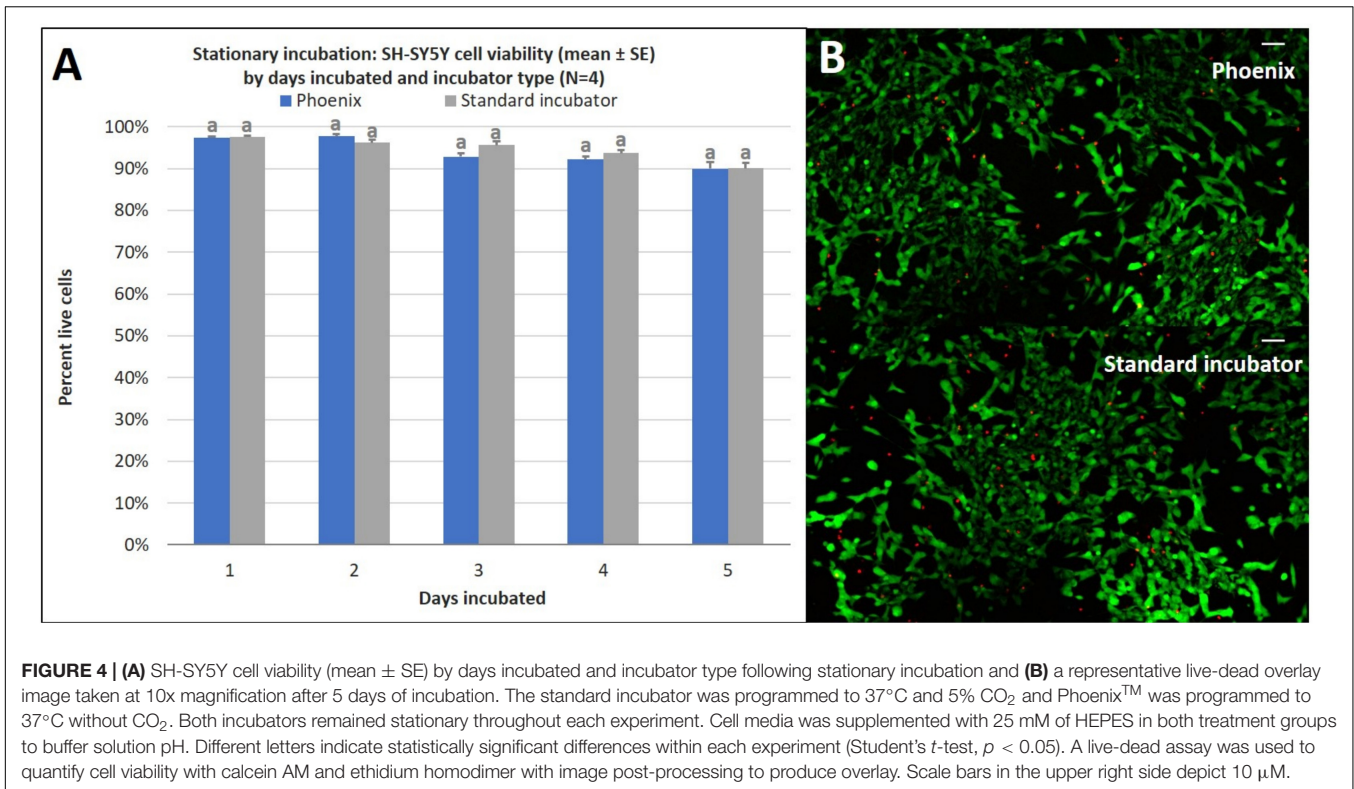 A
Stationary incubation: SH-SY5Y cell viability (mean ± SE)
by days incubated and incubator type (N=4)
Phoenix Standard incubator
100%
90%
80%
70%
60%
50%
40%
30%
20%
10%
0%
a a a a a a a a a a
Percent live cells
1 2 3 4 5
Days incubated
B
Phoenix
Standard incubator
FIGURE 4 | (A) SH-SY5Y cell viability (mean ± SE) by days incubated and incubator type following stationary incubation and (B) a representative live-dead overlay
image taken at 10x magnification after 5 days of incubation. The standard incubator was programmed to 37°C and 5% CO₂ and Phoenix™ was programmed to
37°C without CO₂. Both incubators remained stationary throughout each experiment. Cell media was supplemented with 25 mM of HEPES in both treatment groups
to buffer solution pH. Different letters indicate statistically significant differences within each experiment (Student's t-test, p < 0.05). A live-dead assay was used to
quantify cell viability with calcein AM and ethidium homodimer with image post-processing to produce overlay. Scale bars in the upper right side depict 10 μM.